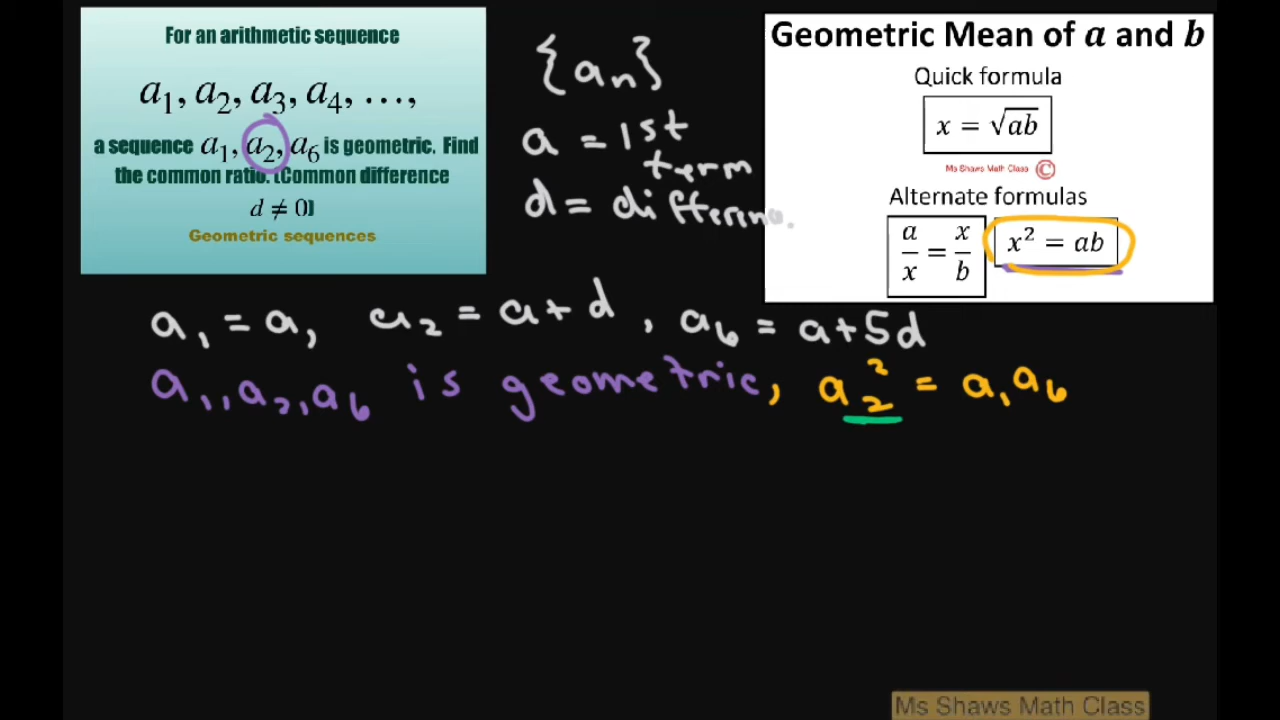 For an arithmetic sequence
a₁, a₂, a₃, a₄, …,
a sequence a₁, a₂, a₆ is geometric. Find
the common ratio. (Common difference
d ≠ 0)
Geometric sequences
{aₙ}
a = 1st
term
d = differenc.
Geometric Mean of a and b
Quick formula
x = √ab
Ms Shaws Math Class ©
Alternate formulas
a/x = x/b
x² = ab
a₁ = a, a₂ = a + d, a₆ = a + 5d
a₁, a₂, a₆ is geometric, a₂² = a₁a₆
Ms Shaws Math Class